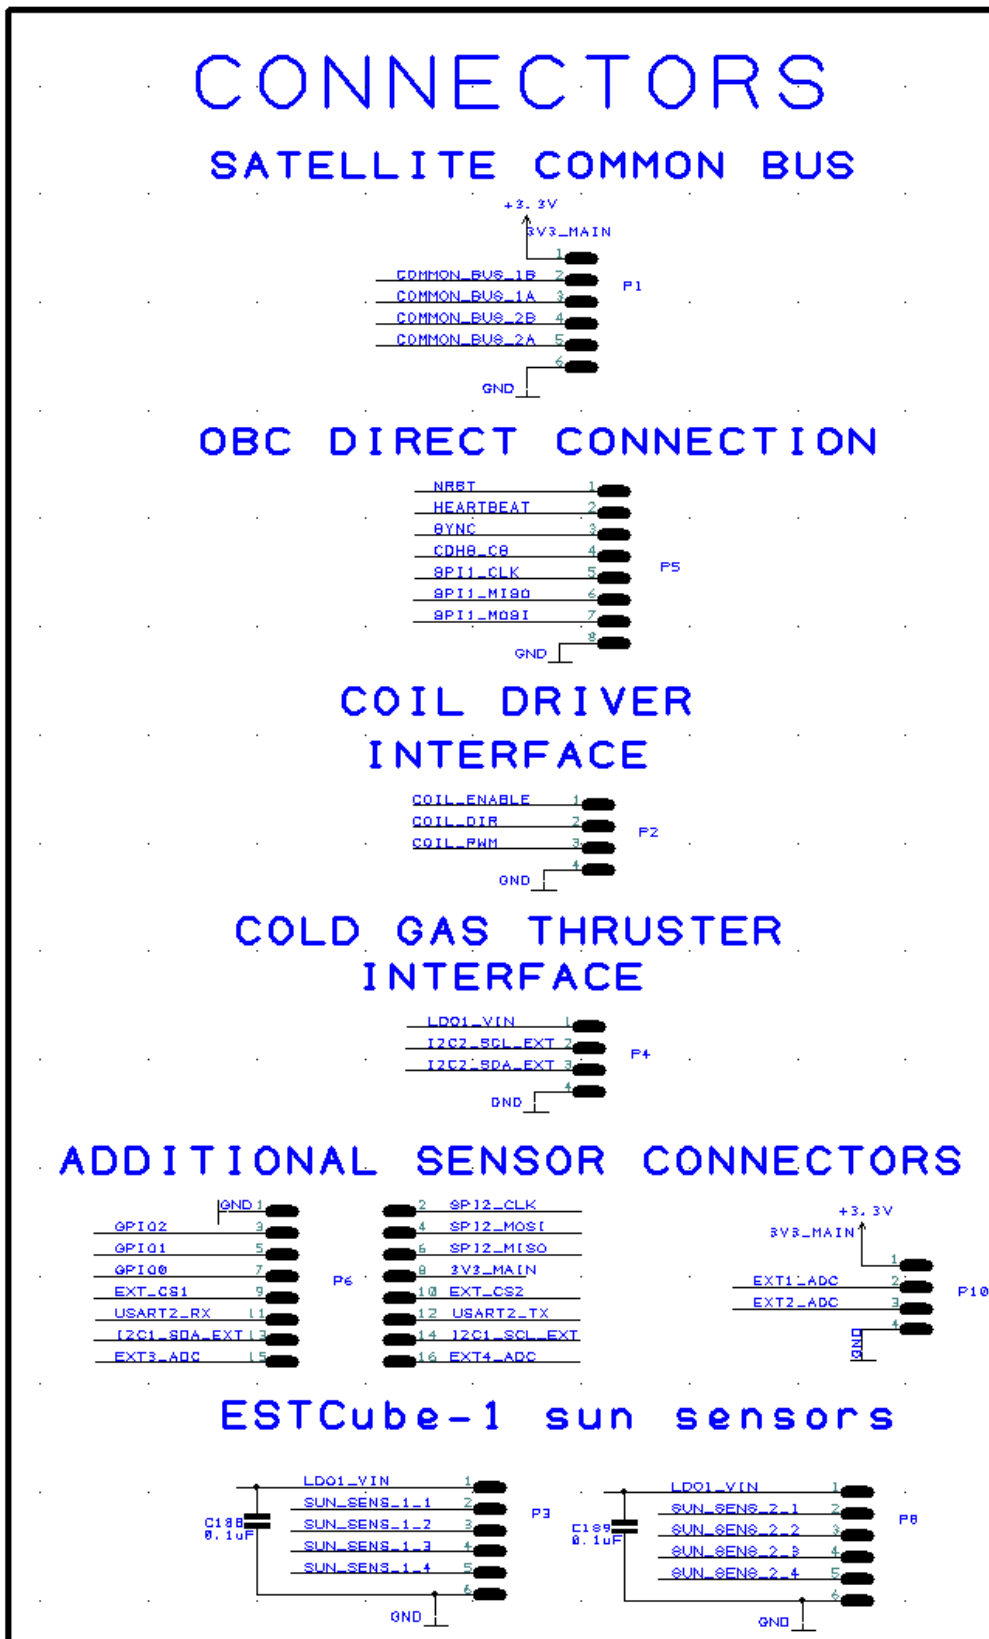 CONNECTORS
SATELLITE COMMON BUS
+3.3V
3V3_MAIN
1
COMMON_BUS_1B 2
P1
COMMON_BUS_1A 3
COMMON_BUS_2B 4
COMMON_BUS_2A 5
6
GND
OBC DIRECT CONNECTION
NRST 1
HEARTBEAT 2
SYNC 3
CDHS_CS 4
P5
SPI1_CLK 5
SPI1_MISO 6
SPI1_MOSI 7
8
GND
COIL DRIVER
INTERFACE
COIL_ENABLE 1
COIL_DIR 2
P2
COIL_PWM 3
4
GND
COLD GAS THRUSTER
INTERFACE
LDO1_VIN 1
I2C2_SCL_EXT 2
P4
I2C2_SDA_EXT 3
4
GND
ADDITIONAL SENSOR CONNECTORS
GND 1
GPIO2 3
GPIO1 5
GPIO0 7
EXT_CS1 9
USART2_RX 11
I2C1_SDA_EXT 13
EXT3_ADC 15
P6
2 SPI2_CLK
4 SPI2_MOSI
6 SPI2_MISO
8 3V3_MAIN
10 EXT_CS2
12 USART2_TX
14 I2C1_SCL_EXT
16 EXT4_ADC
+3.3V
3V3_MAIN
1
EXT1_ADC 2
P10
EXT2_ADC 3
4
GND
ESTCube-1 sun sensors
LDO1_VIN 1
SUN_SENS_1_1 2
P3
C188
0.1uF
SUN_SENS_1_2 3
SUN_SENS_1_3 4
SUN_SENS_1_4 5
6
GND
LDO1_VIN 1
SUN_SENS_2_1 2
P8
C189
0.1uF
SUN_SENS_2_2 3
SUN_SENS_2_3 4
SUN_SENS_2_4 5
6
GND